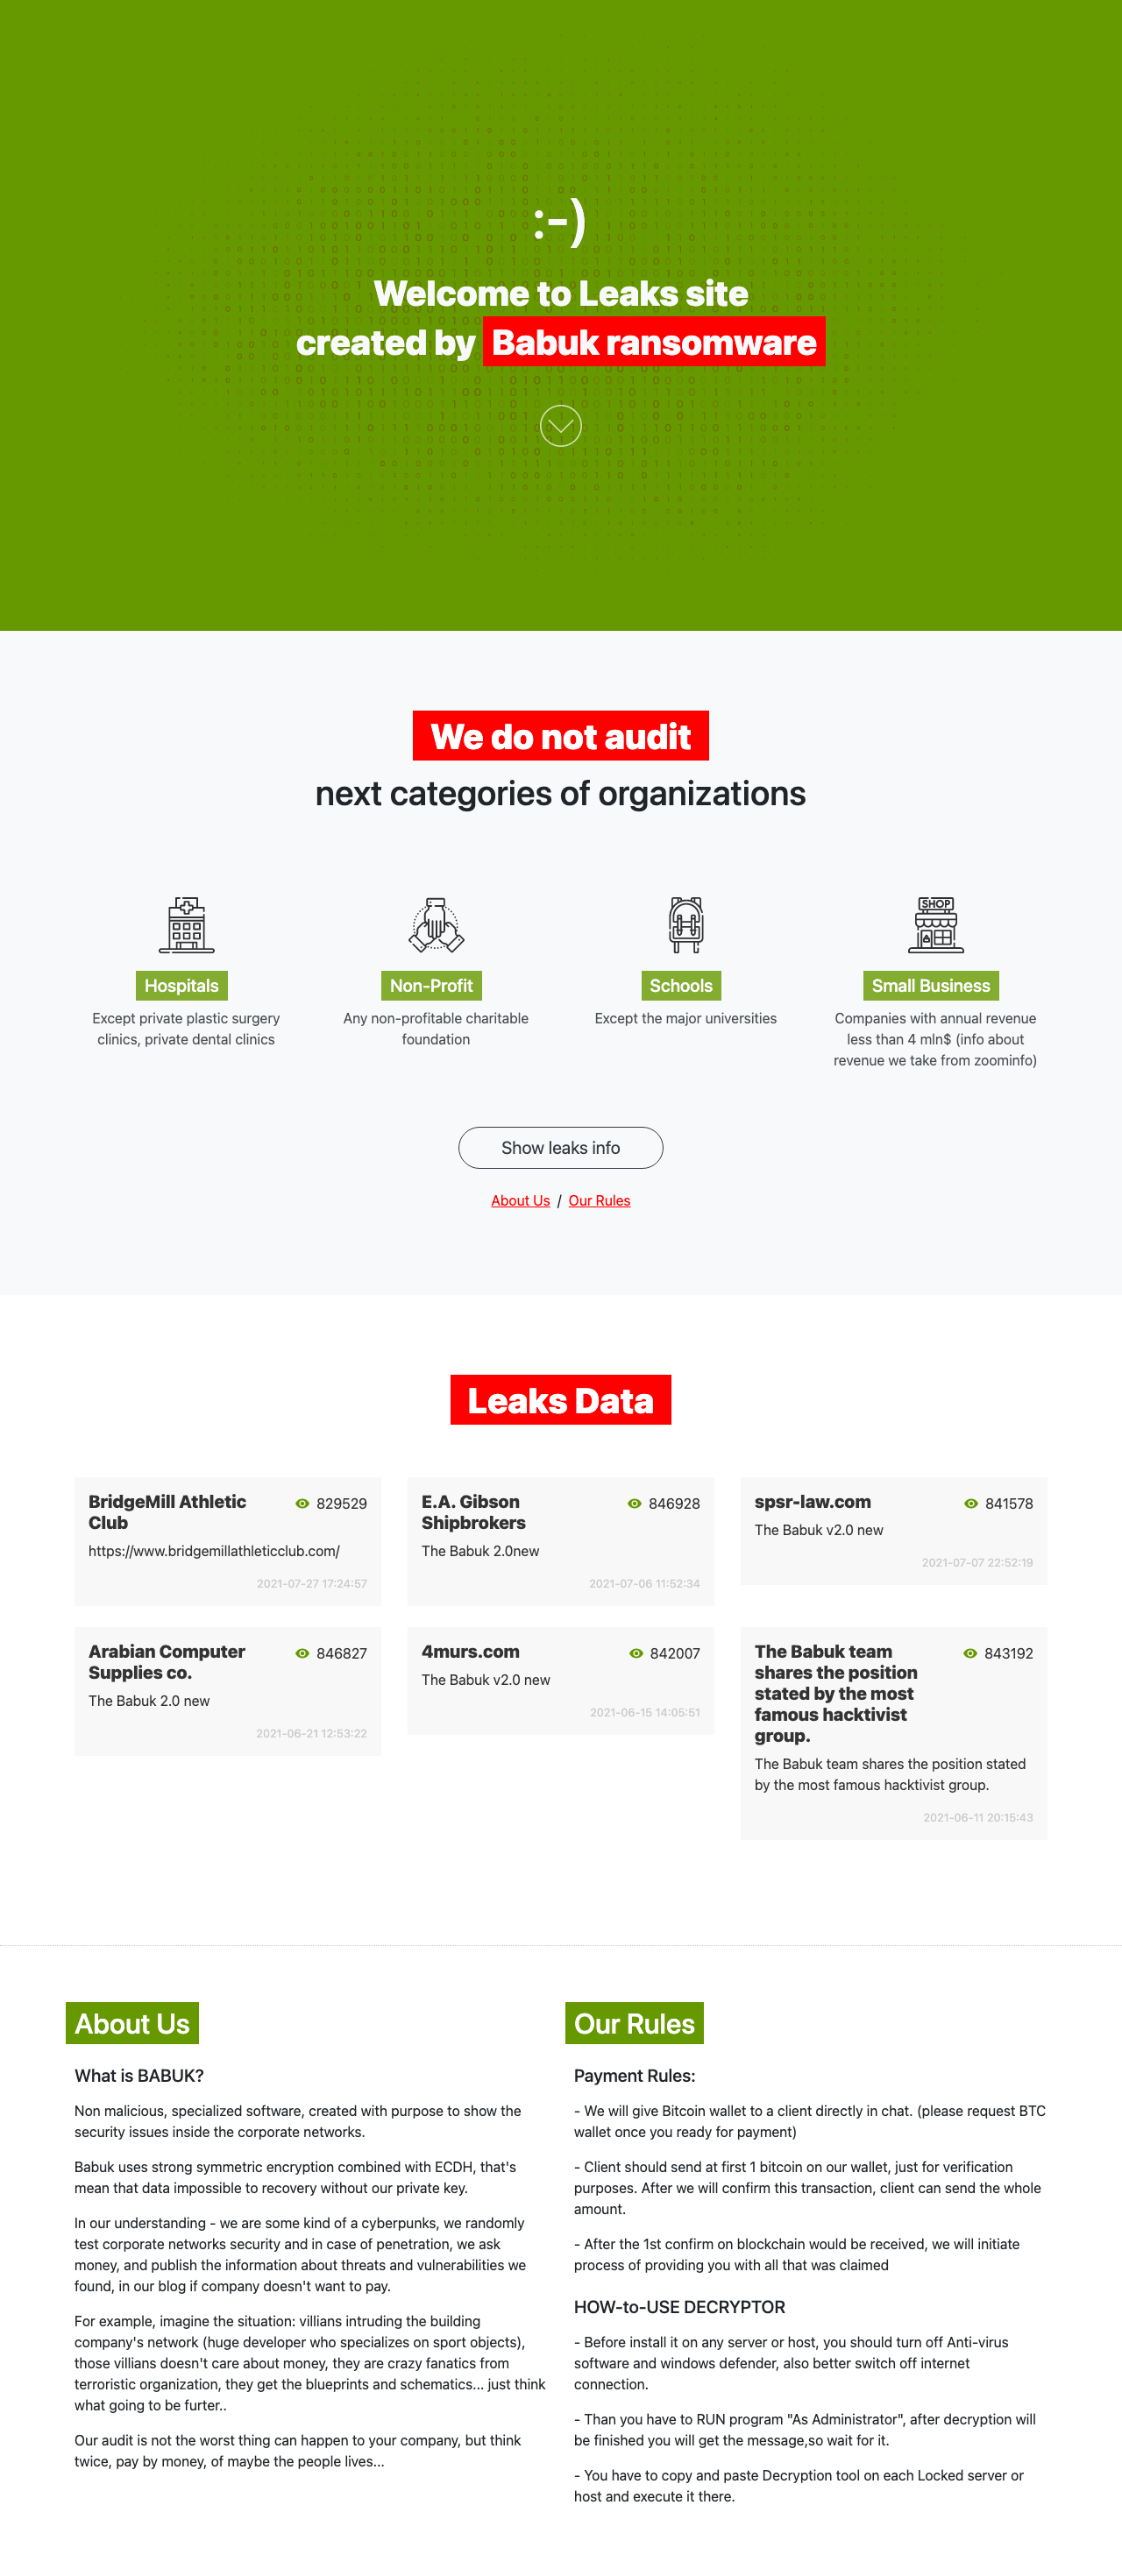 :-)
Welcome to Leaks site
created by Babuk ransomware
We do not audit
next categories of organizations
SHOP
Hospitals
Except private plastic surgery
clinics, private dental clinics
Non-Profit
Any non-profitable charitable
foundation
Schools
Except the major universities
Small Business
Companies with annual revenue
less than 4 mln$ (info about
revenue we take from zoominfo)
Show leaks info
About Us / Our Rules
Leaks Data
BridgeMill Athletic
Club
829529
https://www.bridgemillathleticclub.com/
2021-07-27 17:24:57
E.A. Gibson
Shipbrokers
846928
The Babuk 2.0new
2021-07-06 11:52:34
spsr-law.com
841578
The Babuk v2.0 new
2021-07-07 22:52:19
Arabian Computer
Supplies co.
846827
The Babuk 2.0 new
2021-06-21 12:53:22
4murs.com
842007
The Babuk v2.0 new
2021-06-15 14:05:51
The Babuk team
shares the position
stated by the most
famous hacktivist
group.
843192
The Babuk team shares the position stated
by the most famous hacktivist group.
2021-06-11 20:15:43
About Us
What is BABUK?
Non malicious, specialized software, created with purpose to show the
security issues inside the corporate networks.
Babuk uses strong symmetric encryption combined with ECDH, that's
mean that data impossible to recovery without our private key.
In our understanding - we are some kind of a cyberpunks, we randomly
test corporate networks security and in case of penetration, we ask
money, and publish the information about threats and vulnerabilities we
found, in our blog if company doesn't want to pay.
For example, imagine the situation: villians intruding the building
company's network (huge developer who specializes on sport objects),
those villians doesn't care about money, they are crazy fanatics from
terroristic organization, they get the blueprints and schematics... just think
what going to be furter..
Our audit is not the worst thing can happen to your company, but think
twice, pay by money, of maybe the people lives...
Our Rules
Payment Rules:
- We will give Bitcoin wallet to a client directly in chat. (please request BTC
wallet once you ready for payment)
- Client should send at first 1 bitcoin on our wallet, just for verification
purposes. After we will confirm this transaction, client can send the whole
amount.
- After the 1st confirm on blockchain would be received, we will initiate
process of providing you with all that was claimed
HOW-to-USE DECRYPTOR
- Before install it on any server or host, you should turn off Anti-virus
software and windows defender, also better switch off internet
connection.
- Than you have to RUN program "As Administrator", after decryption will
be finished you will get the message,so wait for it.
- You have to copy and paste Decryption tool on each Locked server or
host and execute it there.